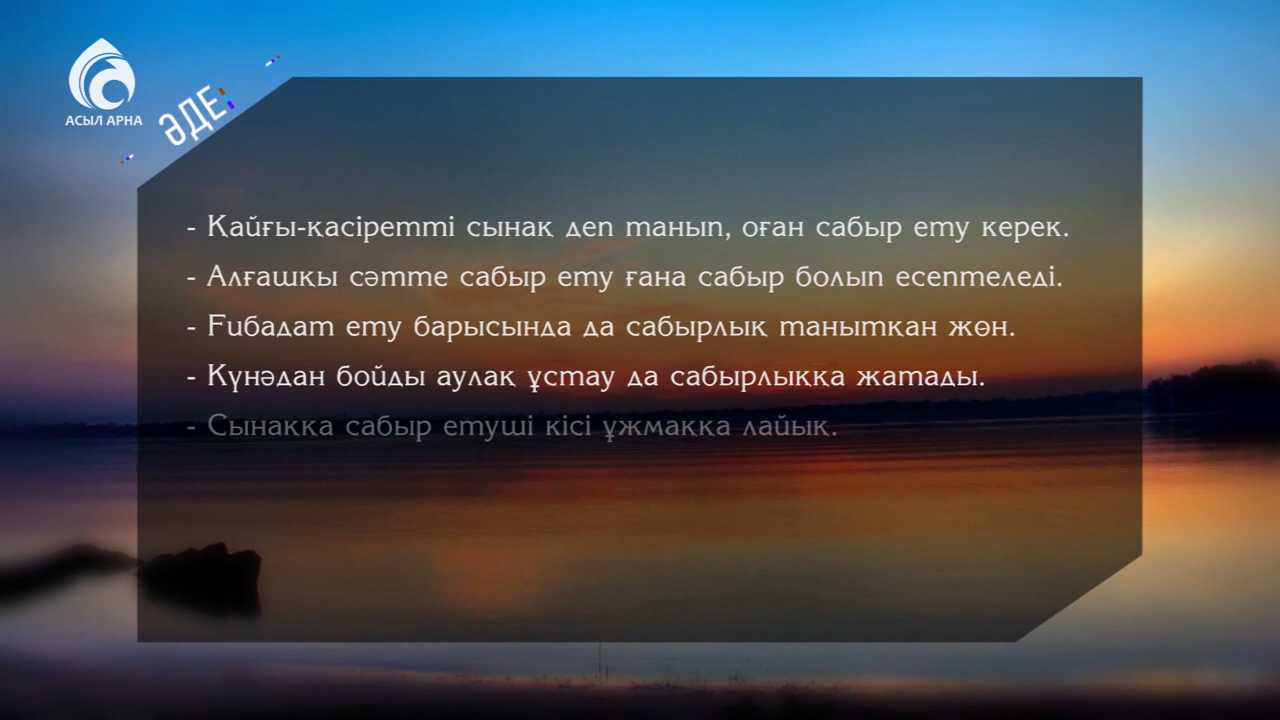 АСЫЛ АРНА
ӘДЕ
- Қайғы-қасіретті сынақ деп танып, оған сабыр ету керек.
- Алғашқы сәтте сабыр ету ғана сабыр болып есептеледі.
- Ғибадат ету барысында да сабырлық танытқан жөн.
- Күнәдан бойды аулақ ұстау да сабырлыққа жатады.
- Сынаққа сабыр етуші кісі ұжмаққа лайық.